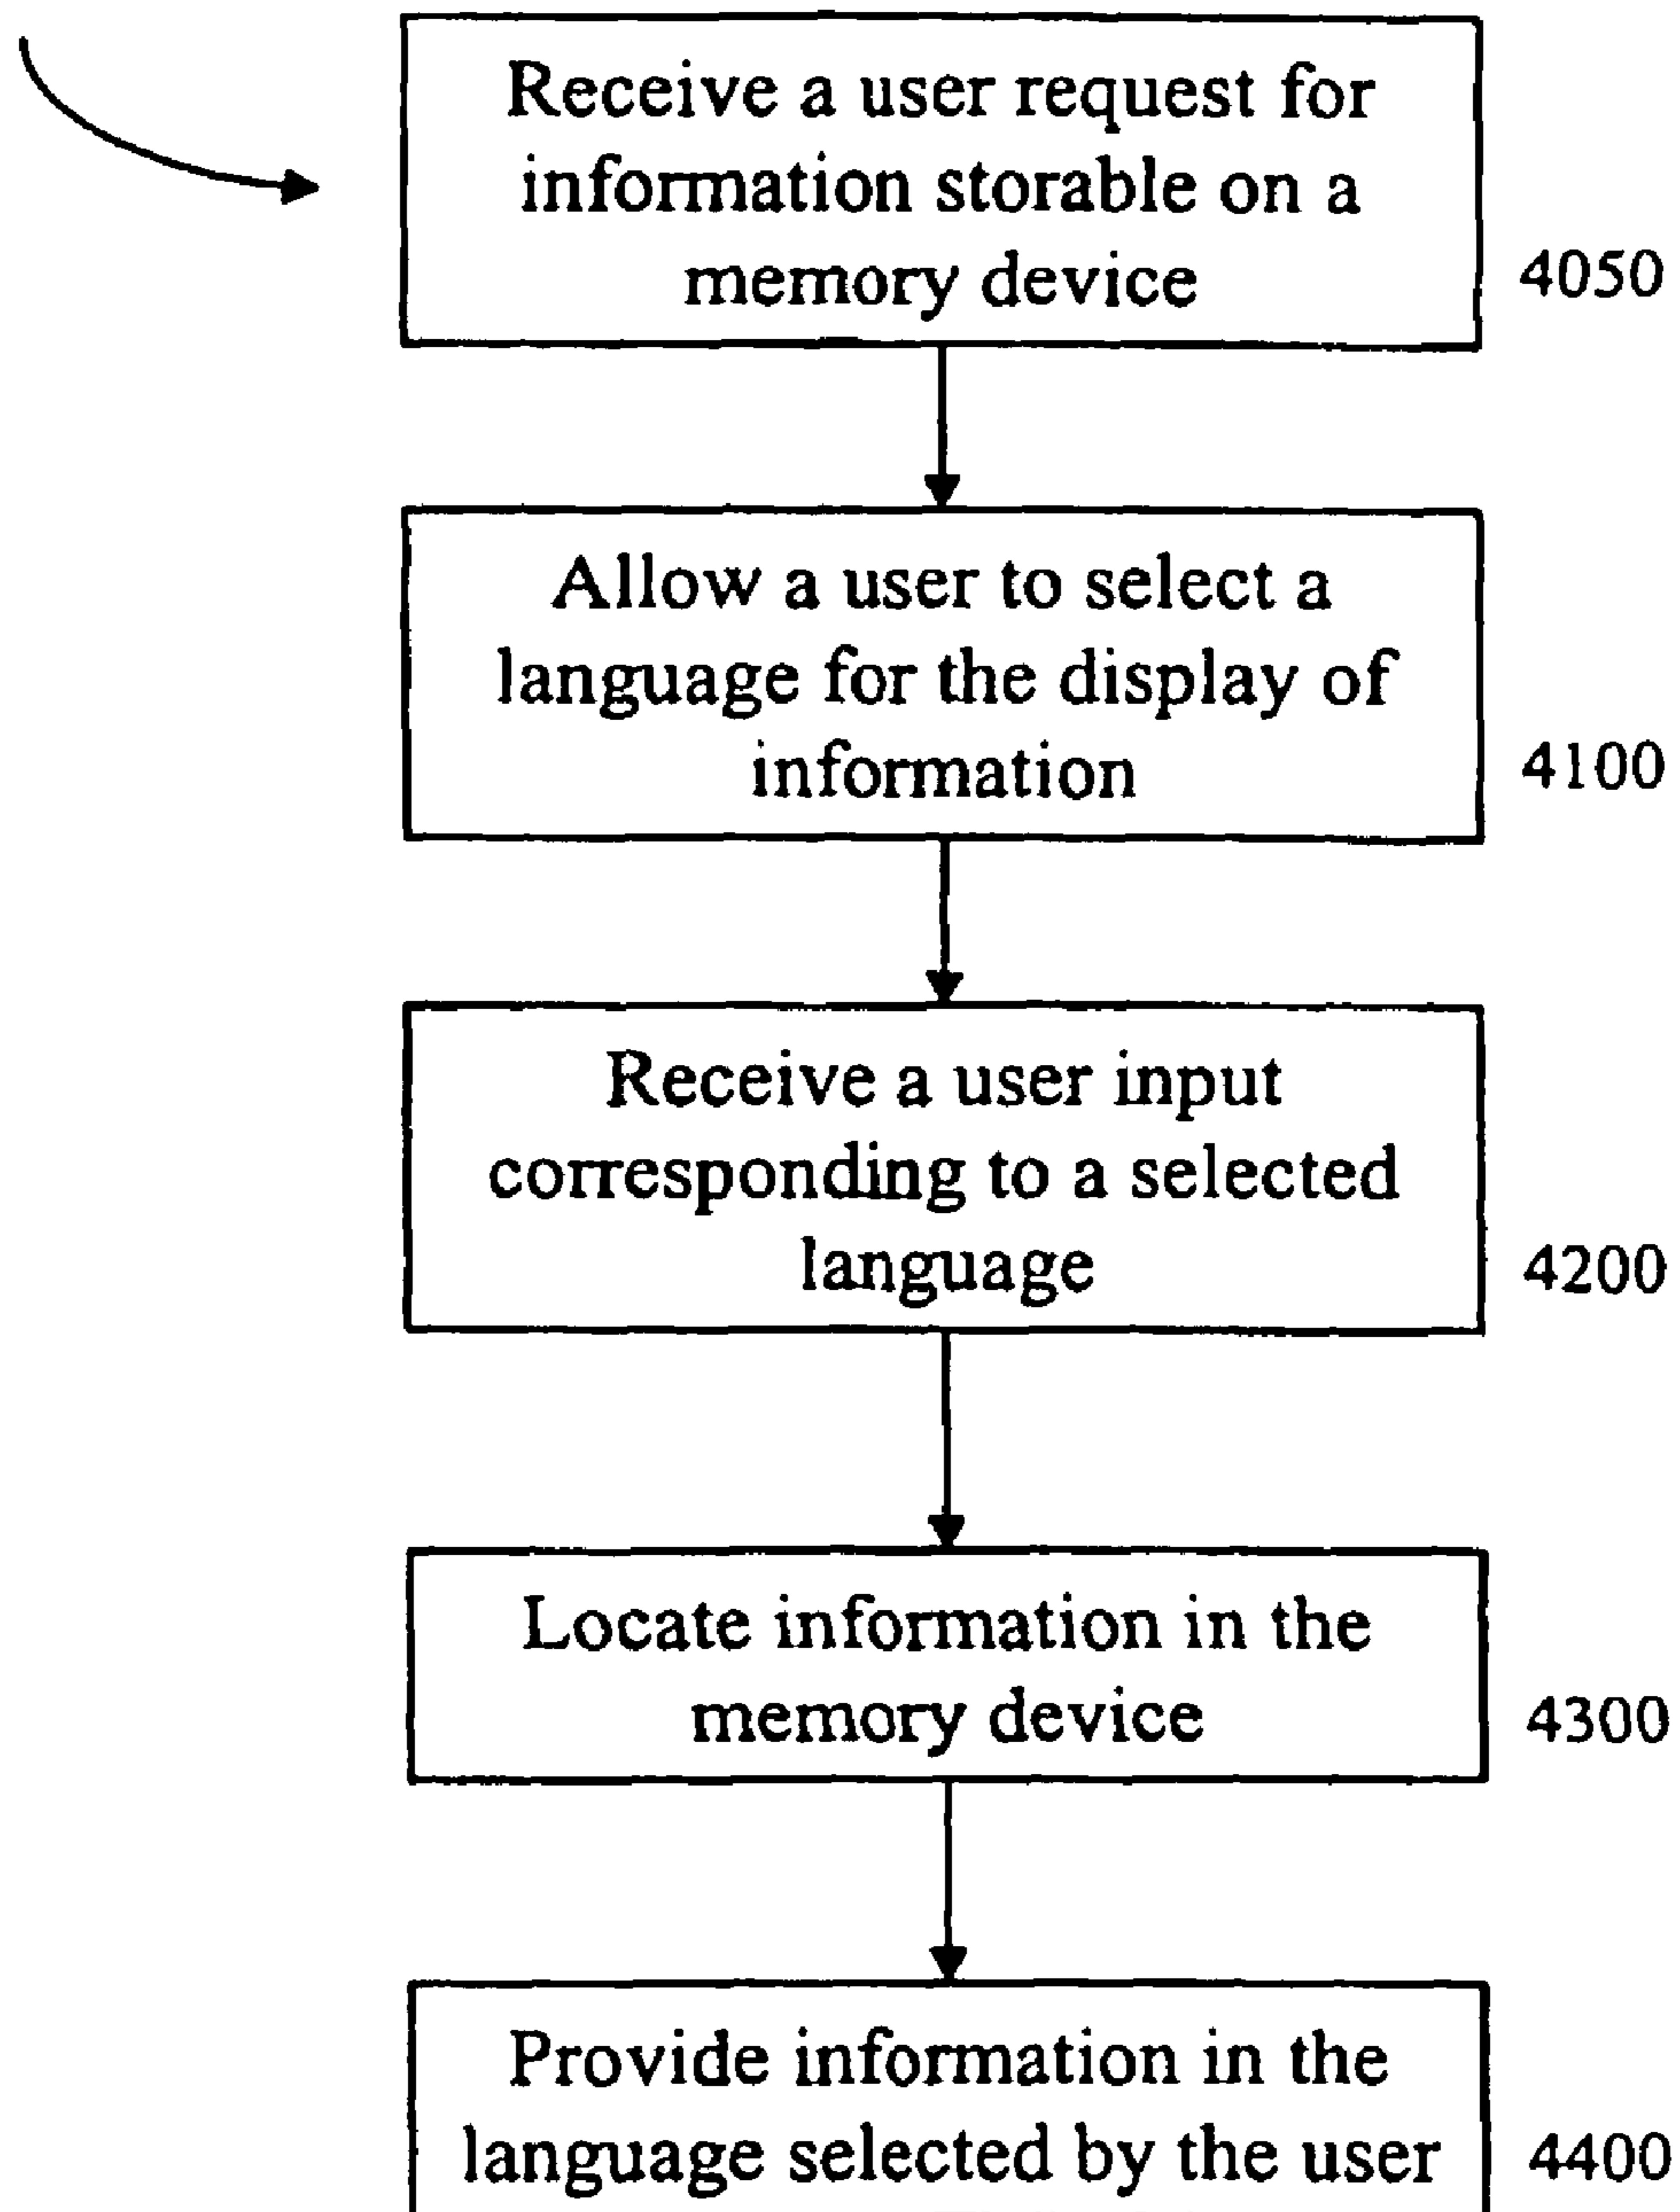 Receive a user request for
information storable on a
memory device
4050
Allow a user to select a
language for the display of
information
4100
Receive a user input
corresponding to a selected
language
4200
Locate information in the
memory device
4300
Provide information in the
language selected by the user
4400